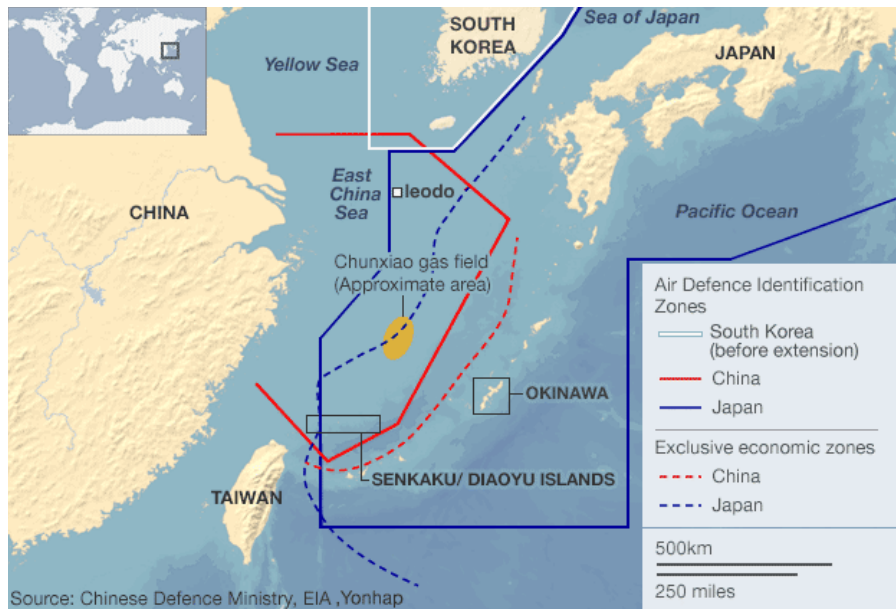 SOUTH
KOREA
Sea of Japan
JAPAN
Yellow Sea
East
China
Sea
Ieodo
CHINA
Pacific Ocean
Chunxiao gas field
(Approximate area)
OKINAWA
SENKAKU/ DIAOYU ISLANDS
TAIWAN
Air Defence Identification
Zones
South Korea
(before extension)
China
Japan
Exclusive economic zones
China
Japan
500km
250 miles
Source: Chinese Defence Ministry, EIA ,Yonhap